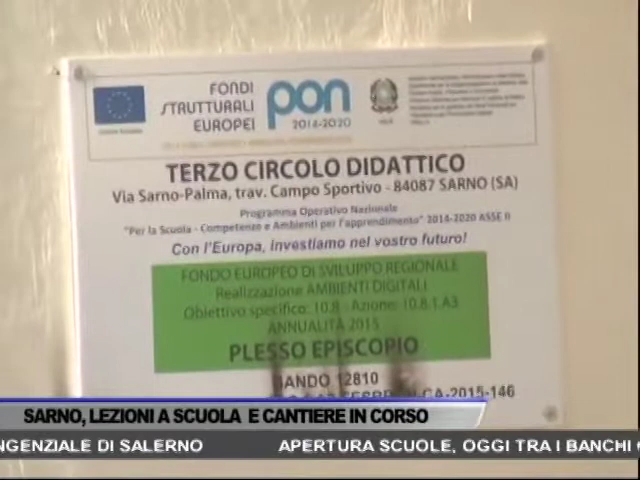 FONDI
STRUTTURALI
EUROPEI
pon
2014-2020
TERZO CIRCOLO DIDATTICO
Via Sarno-Palma, trav. Campo Sportivo - 84087 SARNO (SA)
Programma Operativo Nazionale
"Per la Scuola - Competenze e Ambienti per l'apprendimento" 2014-2020 ASSE II
Con l'Europa, investiamo nel vostro futuro!
FONDO EUROPEO DI SVILUPPO REGIONALE
Realizzazione AMBIENTI DIGITALI
Obiettivo specifico: 10.8 - Azione: 10.8.1.A3
ANNUALITÀ 2015
PLESSO EPISCOPIO
BANDO 12810
CA-2015-146
SARNO, LEZIONI A SCUOLA E CANTIERE IN CORSO
NGENZIALE DI SALERNO APERTURA SCUOLE, OGGI TRA I BANCHI